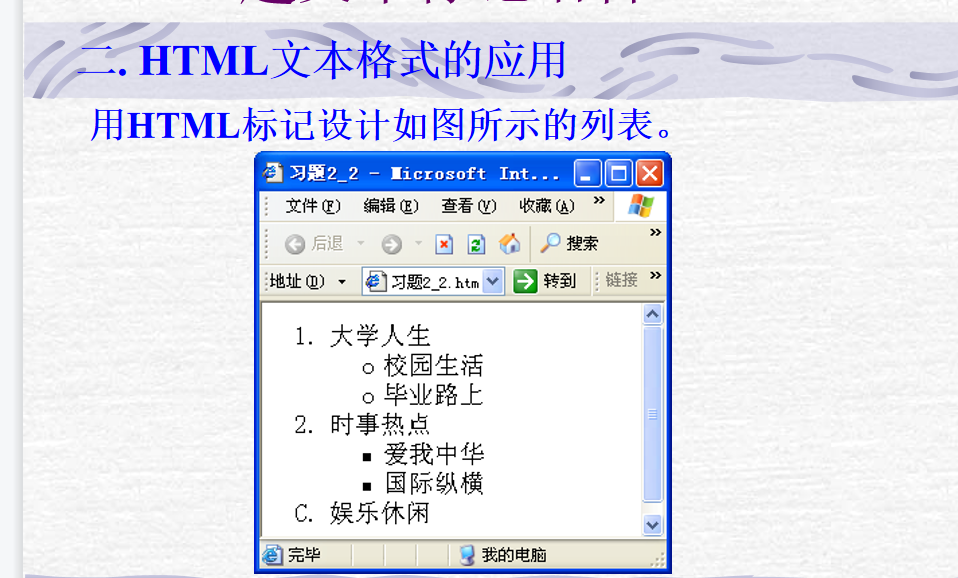 二. HTML文本格式的应用
用HTML标记设计如图所示的列表。
习题2_2 - Microsoft Int...
文件(F) 编辑(E) 查看(V) 收藏(A) »
后退 搜索 »
地址(D) 习题2_2.htm 转到 链接 »
1. 大学人生
○ 校园生活
○ 毕业路上
2. 时事热点
■ 爱我中华
■ 国际纵横
C. 娱乐休闲
完毕 我的电脑